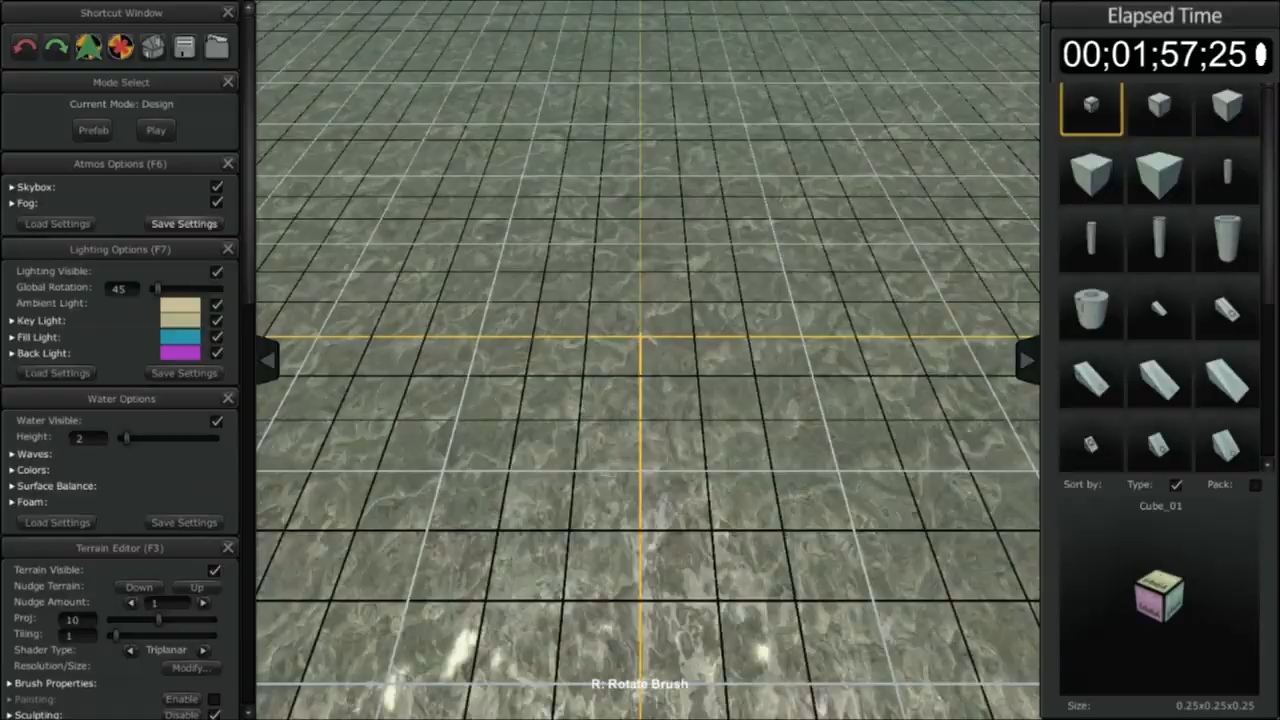 Shortcut Window
Mode Select
Current Mode: Design
Prefab Play
Atmos Options (F6)
Skybox:
Fog:
Load Settings Save Settings
Lighting Options (F7)
Lighting Visible:
Global Rotation: 45
Ambient Light:
Key Light:
Fill Light:
Back Light:
Load Settings Save Settings
Water Options
Water Visible:
Height: 2
Waves:
Colors:
Surface Balance:
Foam:
Load Settings Save Settings
Terrain Editor (F3)
Terrain Visible:
Nudge Terrain: Down Up
Nudge Amount: 1
Proj: 10
Tiling: 1
Shader Type: Triplanar
Resolution/Size: Modify...
Brush Properties:
Painting: Enable
Sculpting: Disable
R: Rotate Brush
Elapsed Time
00;01;57;25
Sort by: Type: Pack:
Cube_01
Size: 0.25x0.25x0.25